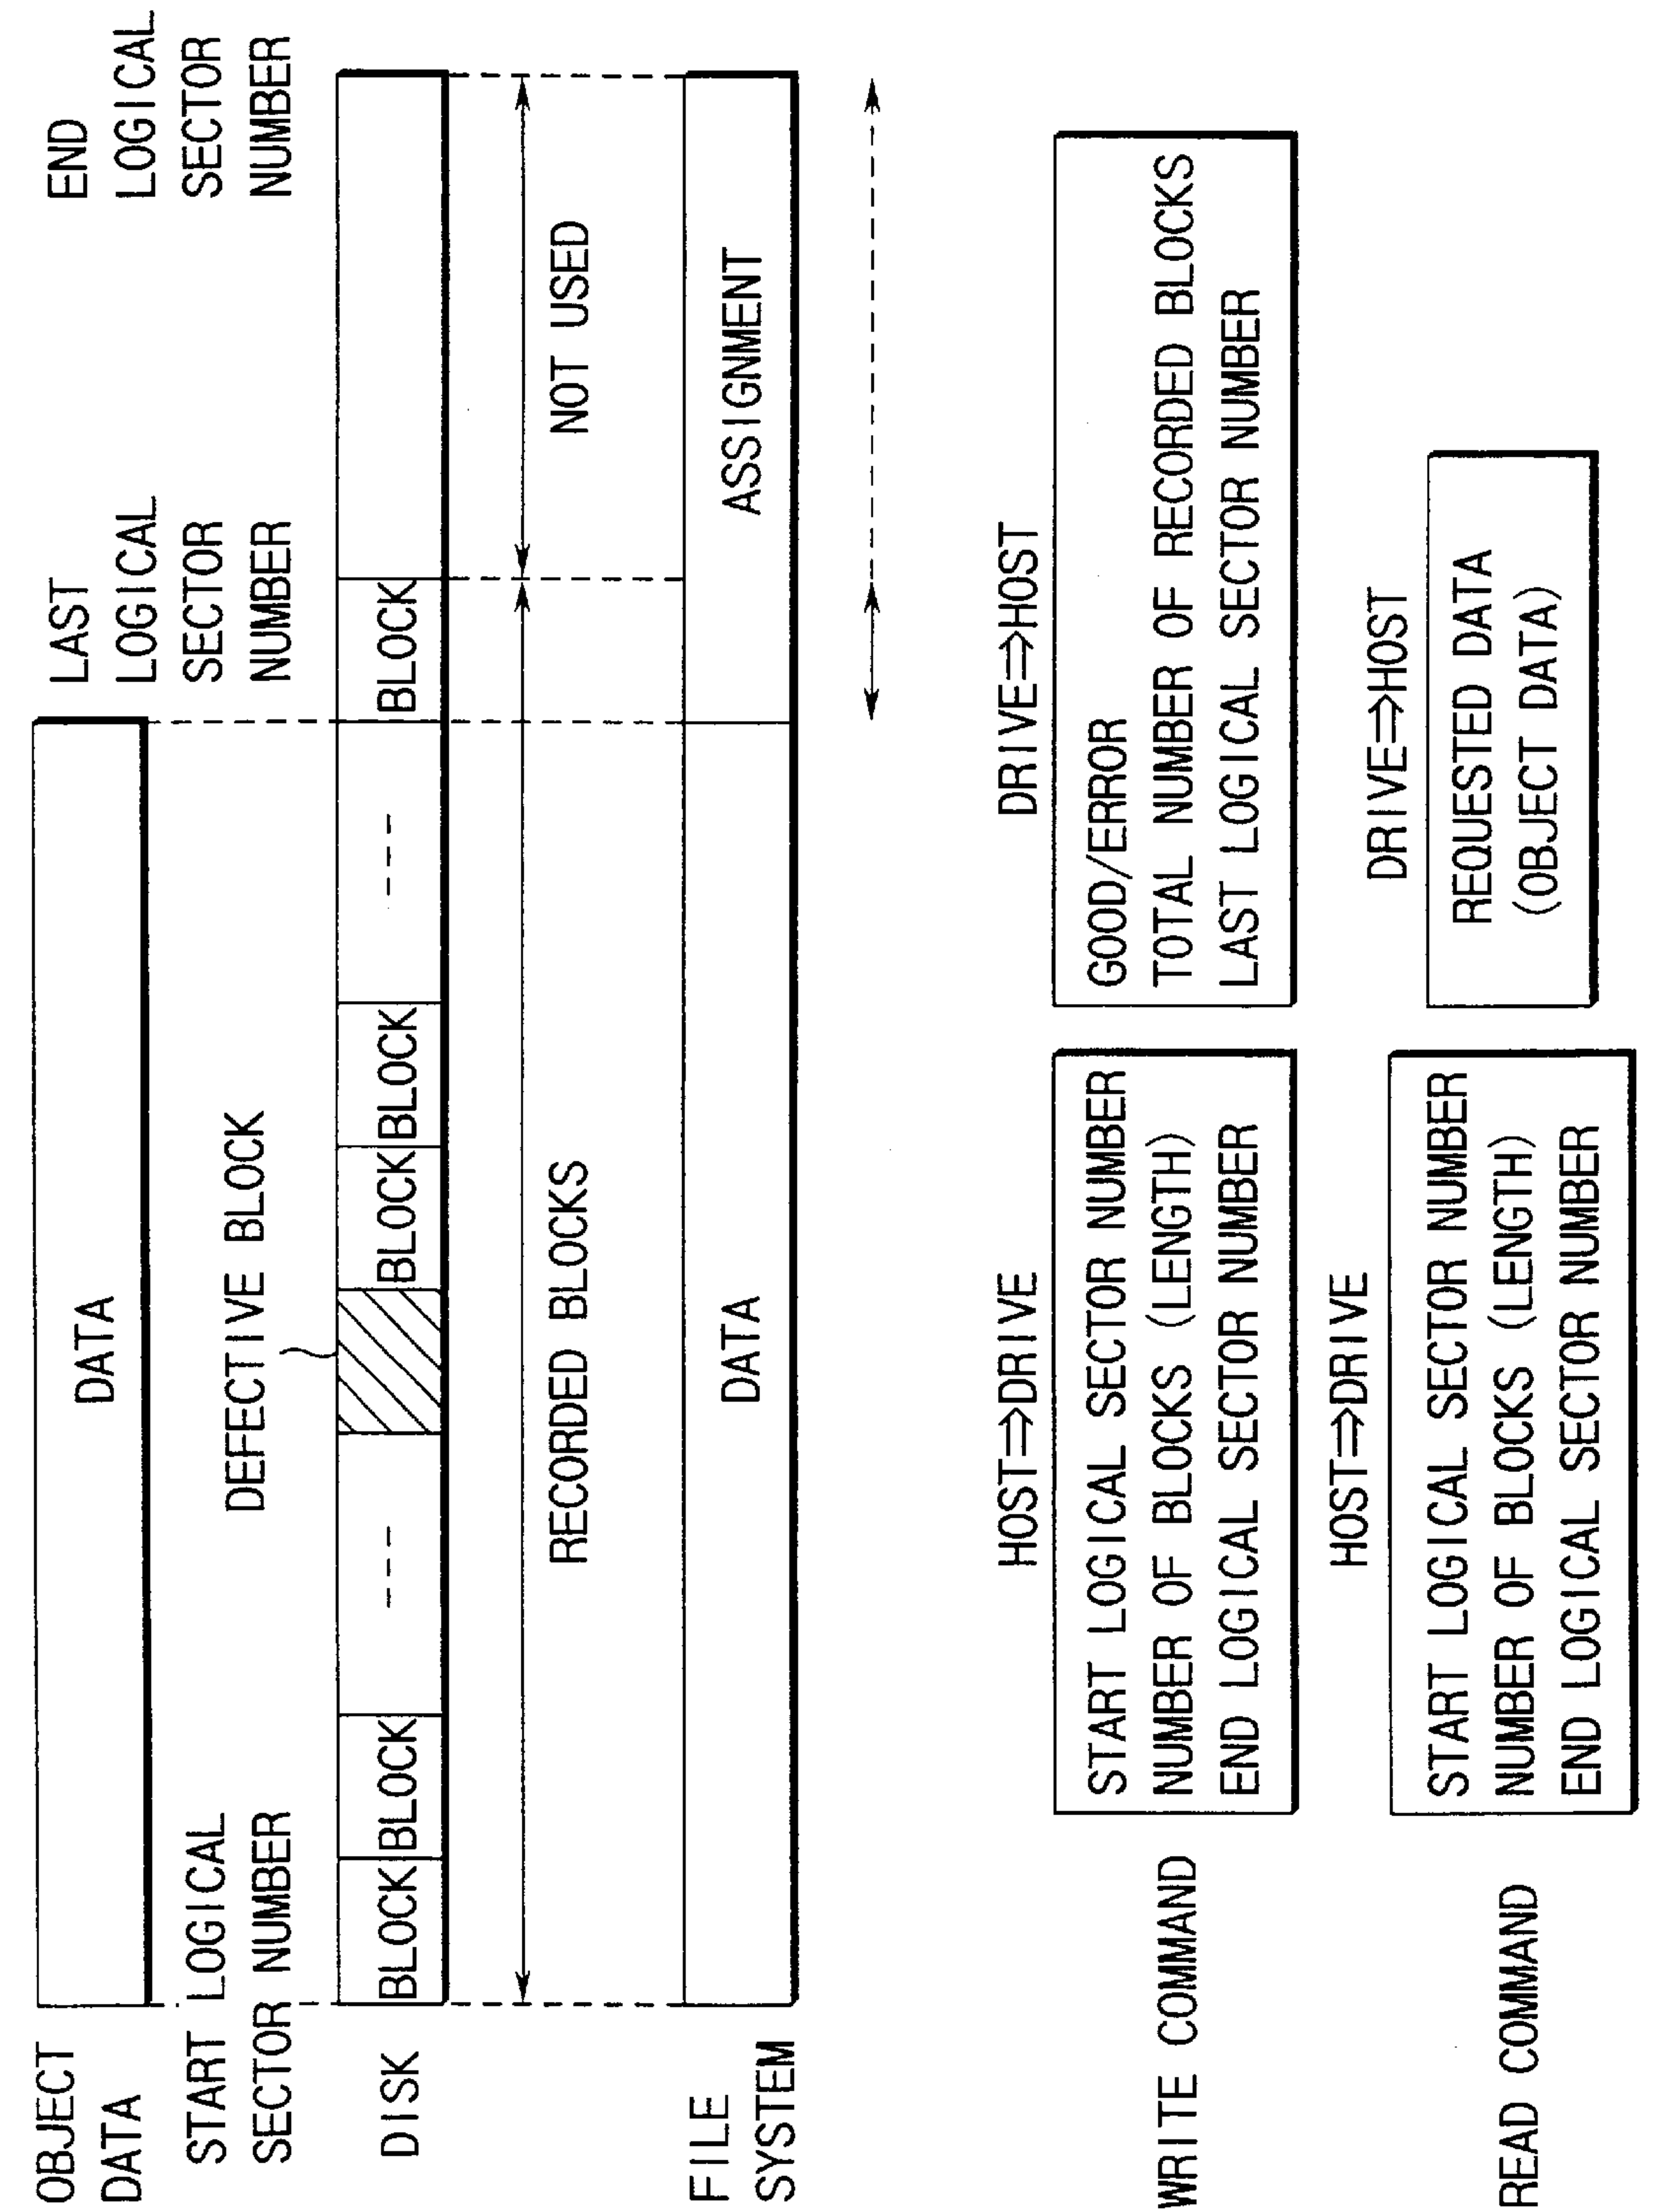 OBJECT
DATA
DATA
START LOGICAL
SECTOR NUMBER
DEFECTIVE BLOCK
LAST
LOGICAL
SECTOR
NUMBER
END
LOGICAL
SECTOR
NUMBER
DISK
BLOCK BLOCK --- BLOCK BLOCK --- BLOCK
RECORDED BLOCKS
NOT USED
FILE
SYSTEM
DATA
ASSIGNMENT
HOST⇒DRIVE
DRIVE⇒HOST
WRITE COMMAND
START LOGICAL SECTOR NUMBER
NUMBER OF BLOCKS (LENGTH)
END LOGICAL SECTOR NUMBER
GOOD/ERROR
TOTAL NUMBER OF RECORDED BLOCKS
LAST LOGICAL SECTOR NUMBER
HOST⇒DRIVE
DRIVE⇒HOST
READ COMMAND
START LOGICAL SECTOR NUMBER
NUMBER OF BLOCKS (LENGTH)
END LOGICAL SECTOR NUMBER
REQUESTED DATA
(OBJECT DATA)